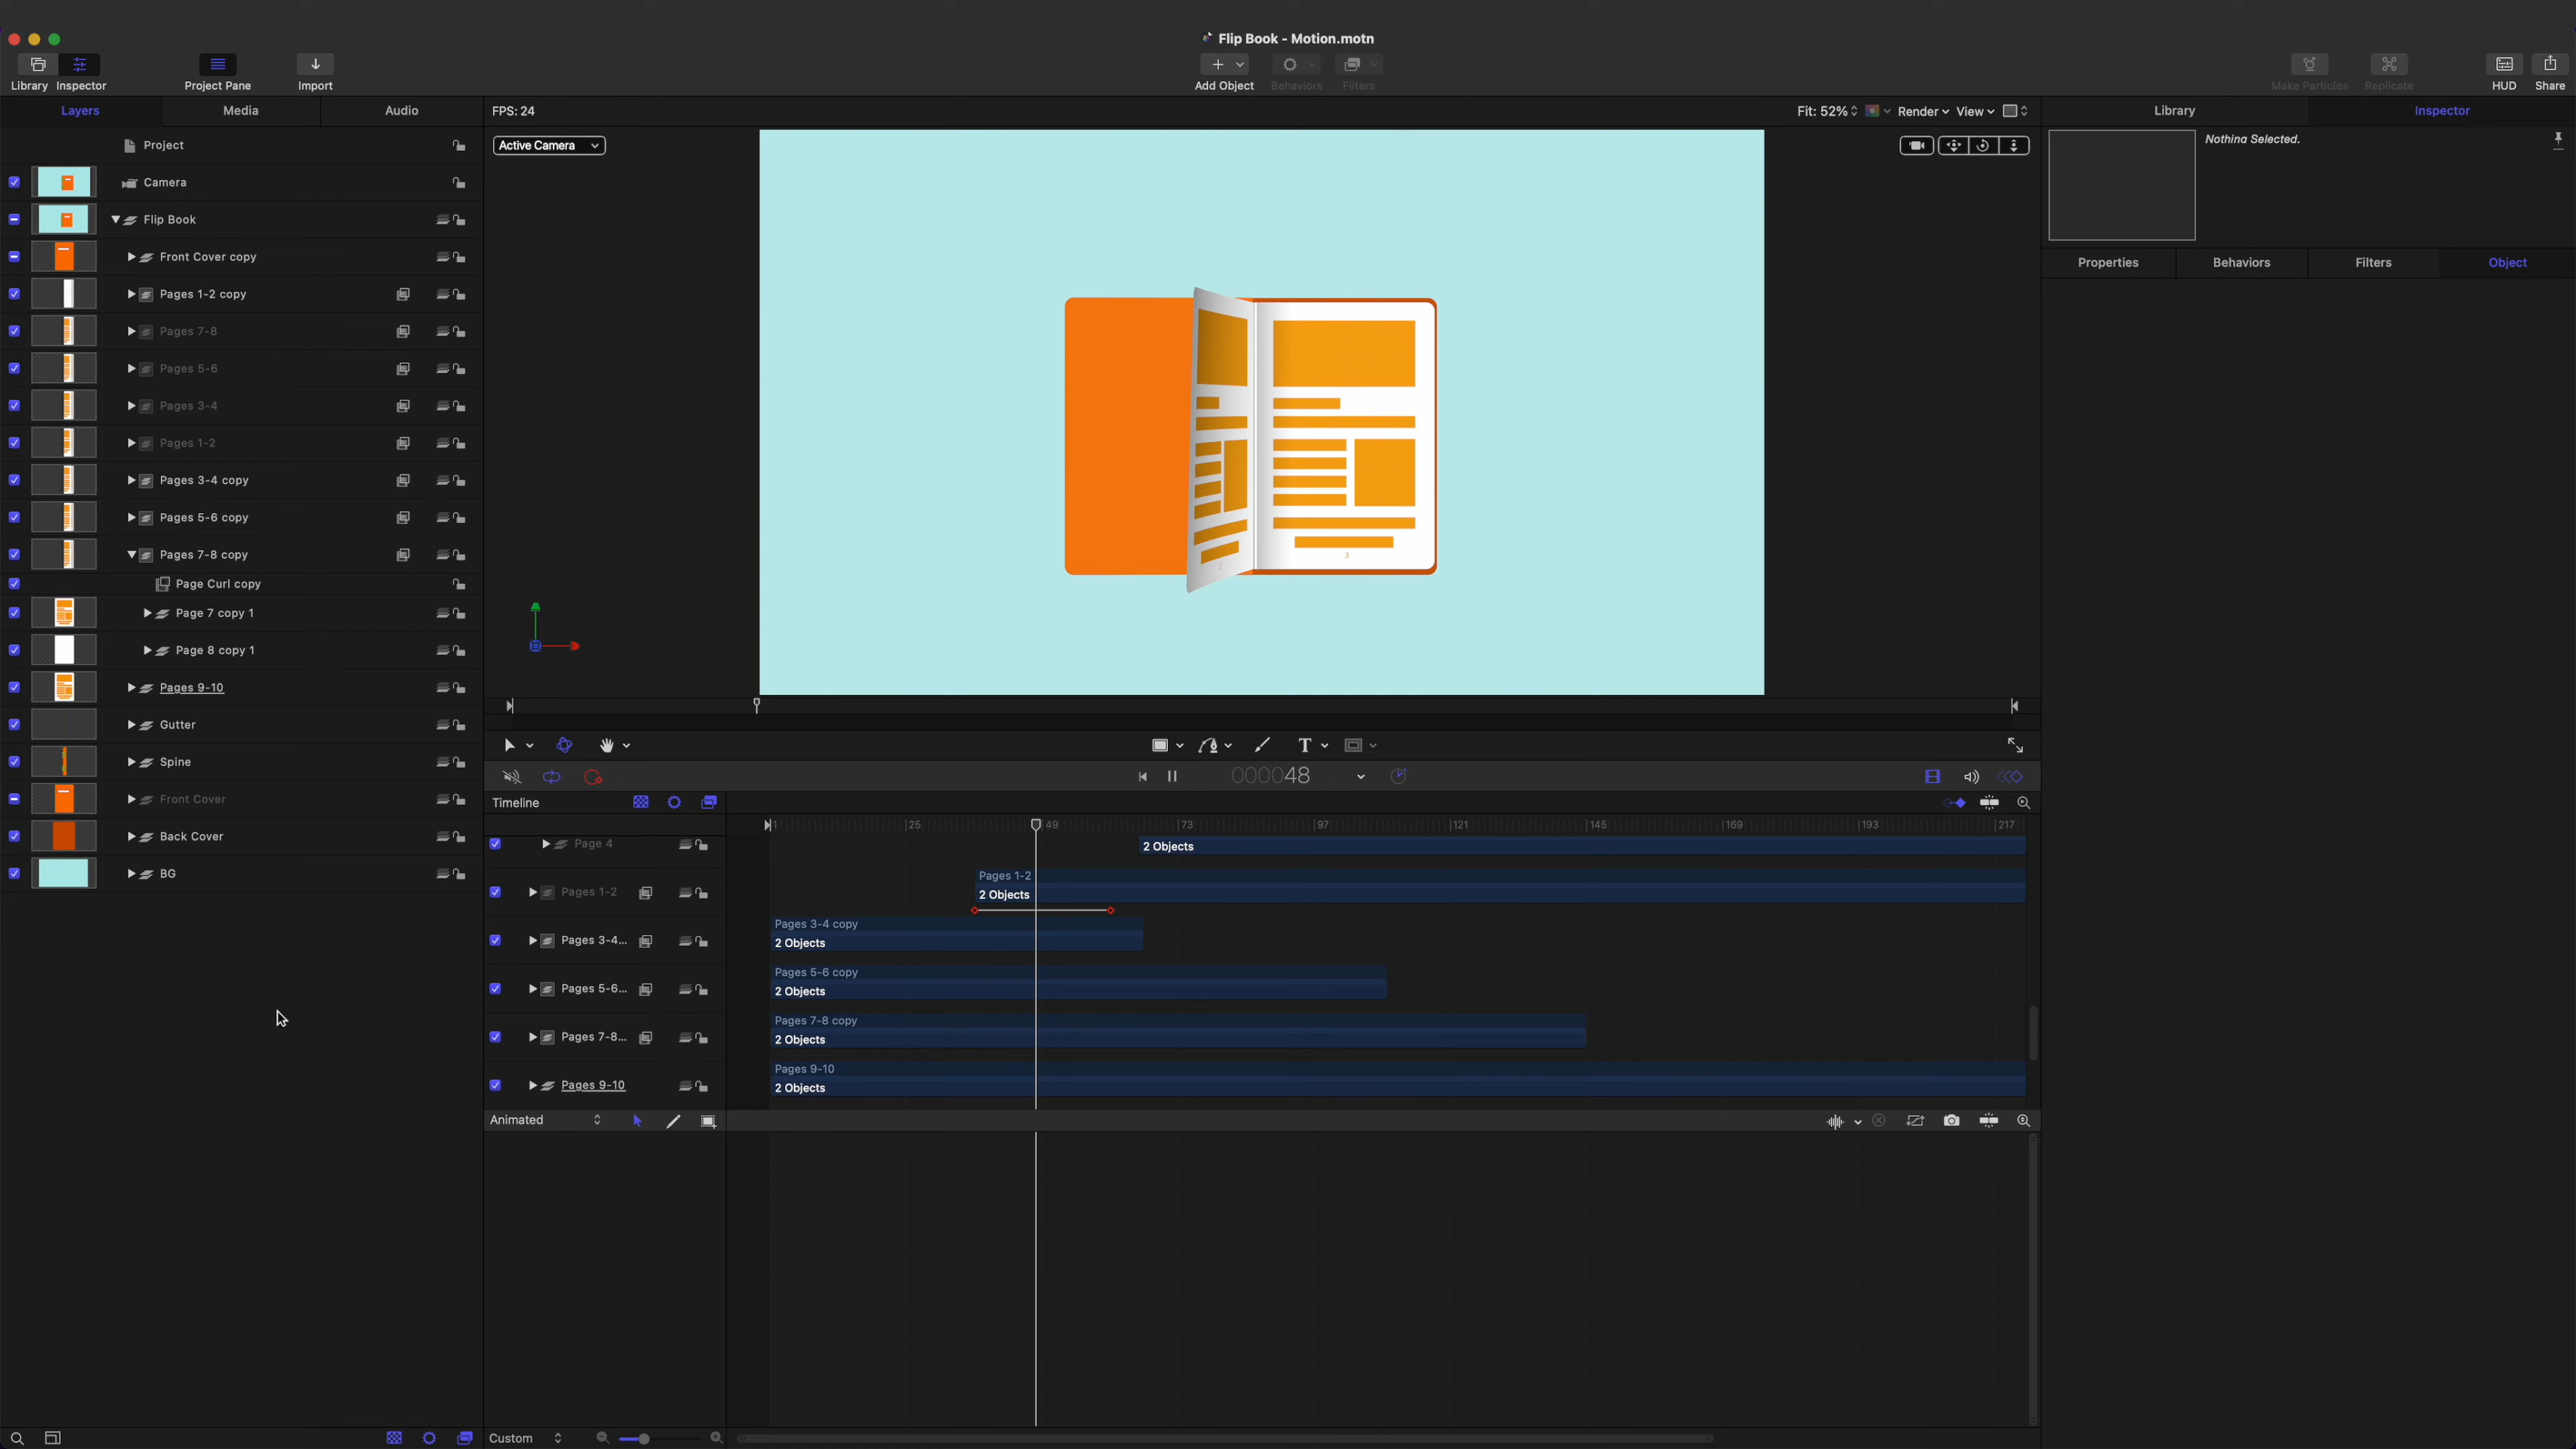 Flip Book - Motion.motn
Library Inspector Project Pane Import Add Object Behaviors Filters Make Particles Replicate HUD Share
Layers Media Audio FPS: 24 Fit: 52% Render View Library Inspector
Active Camera
Nothing Selected.
Project
Camera
Flip Book
Properties Behaviors Filters Object
Front Cover copy
Pages 1-2 copy
Pages 7-8
Pages 5-6
Pages 3-4
Pages 1-2
Pages 3-4 copy
Pages 5-6 copy
Pages 7-8 copy
3
Page Curl copy
Page 7 copy 1
Page 8 copy 1
Pages 9-10
Gutter
Spine
Front Cover
Back Cover
BG
T
000048
Timeline
1 25 49 73 97 121 145 169 193 217
Page 4
2 Objects
Pages 1-2
Pages 1-2
2 Objects
Pages 3-4...
Pages 3-4 copy
2 Objects
Pages 5-6...
Pages 5-6 copy
2 Objects
Pages 7-8...
Pages 7-8 copy
2 Objects
Pages 9-10
Pages 9-10
2 Objects
Animated
Custom